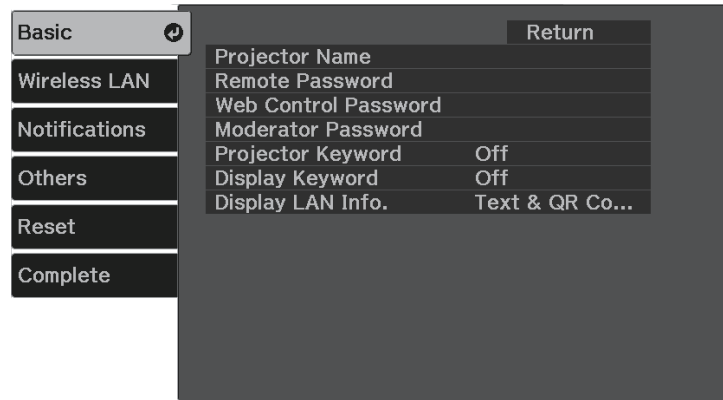 Basic
Wireless LAN
Notifications
Others
Reset
Complete
Return
Projector Name
Remote Password
Web Control Password
Moderator Password
Projector Keyword Off
Display Keyword Off
Display LAN Info. Text & QR Co...